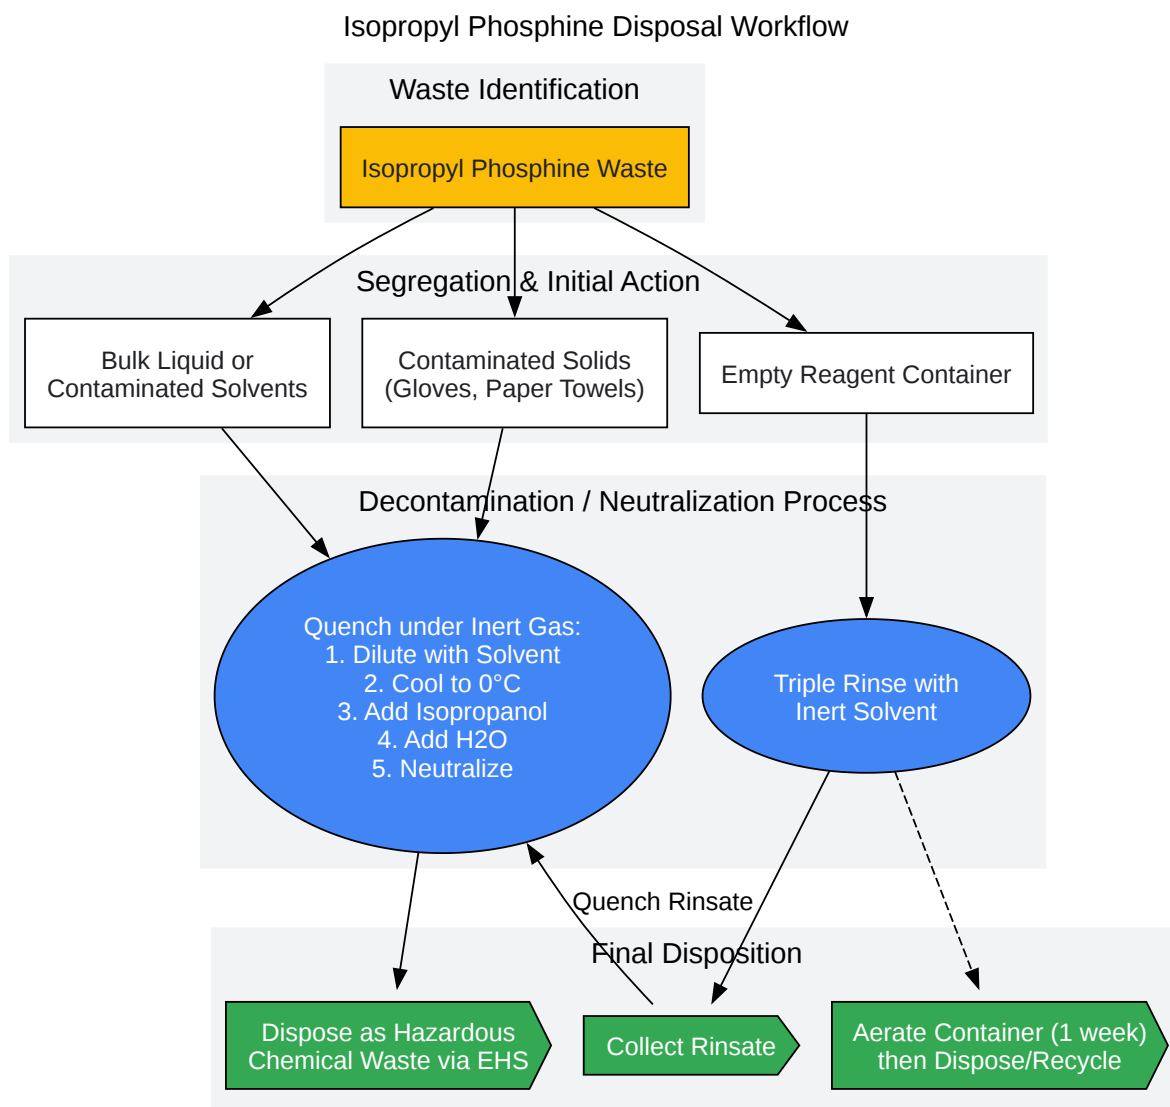 Isopropyl Phosphine Disposal Workflow
Waste Identification
Isopropyl Phosphine Waste
Segregation & Initial Action
Bulk Liquid or
Contaminated Solvents
Contaminated Solids
(Gloves, Paper Towels)
Empty Reagent Container
Decontamination / Neutralization Process
Quench under Inert Gas:
1. Dilute with Solvent
2. Cool to 0°C
3. Add Isopropanol
4. Add H2O
5. Neutralize
Triple Rinse with
Inert Solvent
Quench Rinsate
Final Disposition
Dispose as Hazardous
Chemical Waste via EHS
Collect Rinsate
Aerate Container (1 week)
then Dispose/Recycle